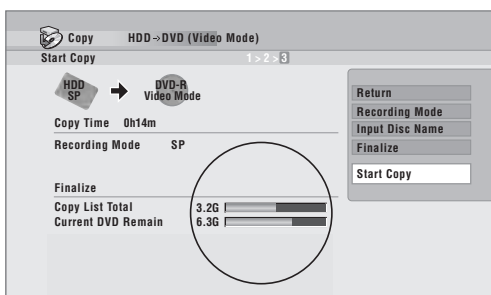 Copy HDD→DVD (Video Mode)
Start Copy 1 > 2 > 3
HDD SP → DVD-R Video Mode
Copy Time 0h14m
Recording Mode SP
Finalize
Copy List Total 3.2G
Current DVD Remain 6.3G
Return
Recording Mode
Input Disc Name
Finalize
Start Copy